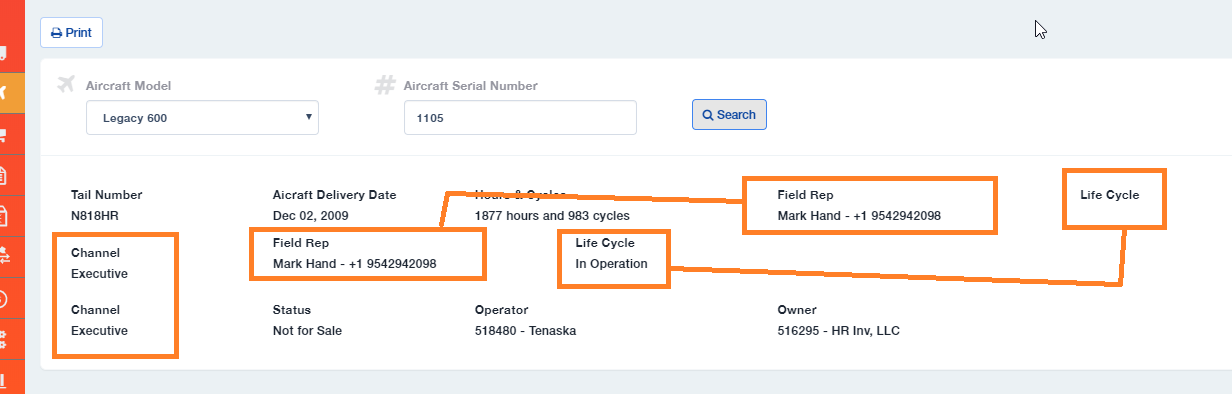 Print
Aircraft Model
Aircraft Serial Number
Legacy 600
1105
Search
Tail Number
Aicraft Delivery Date
Hours & Cycles
Field Rep
Life Cycle
N818HR
Dec 02, 2009
1877 hours and 983 cycles
Mark Hand - +1 9542942098
Channel
Executive
Field Rep
Mark Hand - +1 9542942098
Life Cycle
In Operation
Channel
Executive
Status
Not for Sale
Operator
518480 - Tenaska
Owner
516295 - HR Inv, LLC